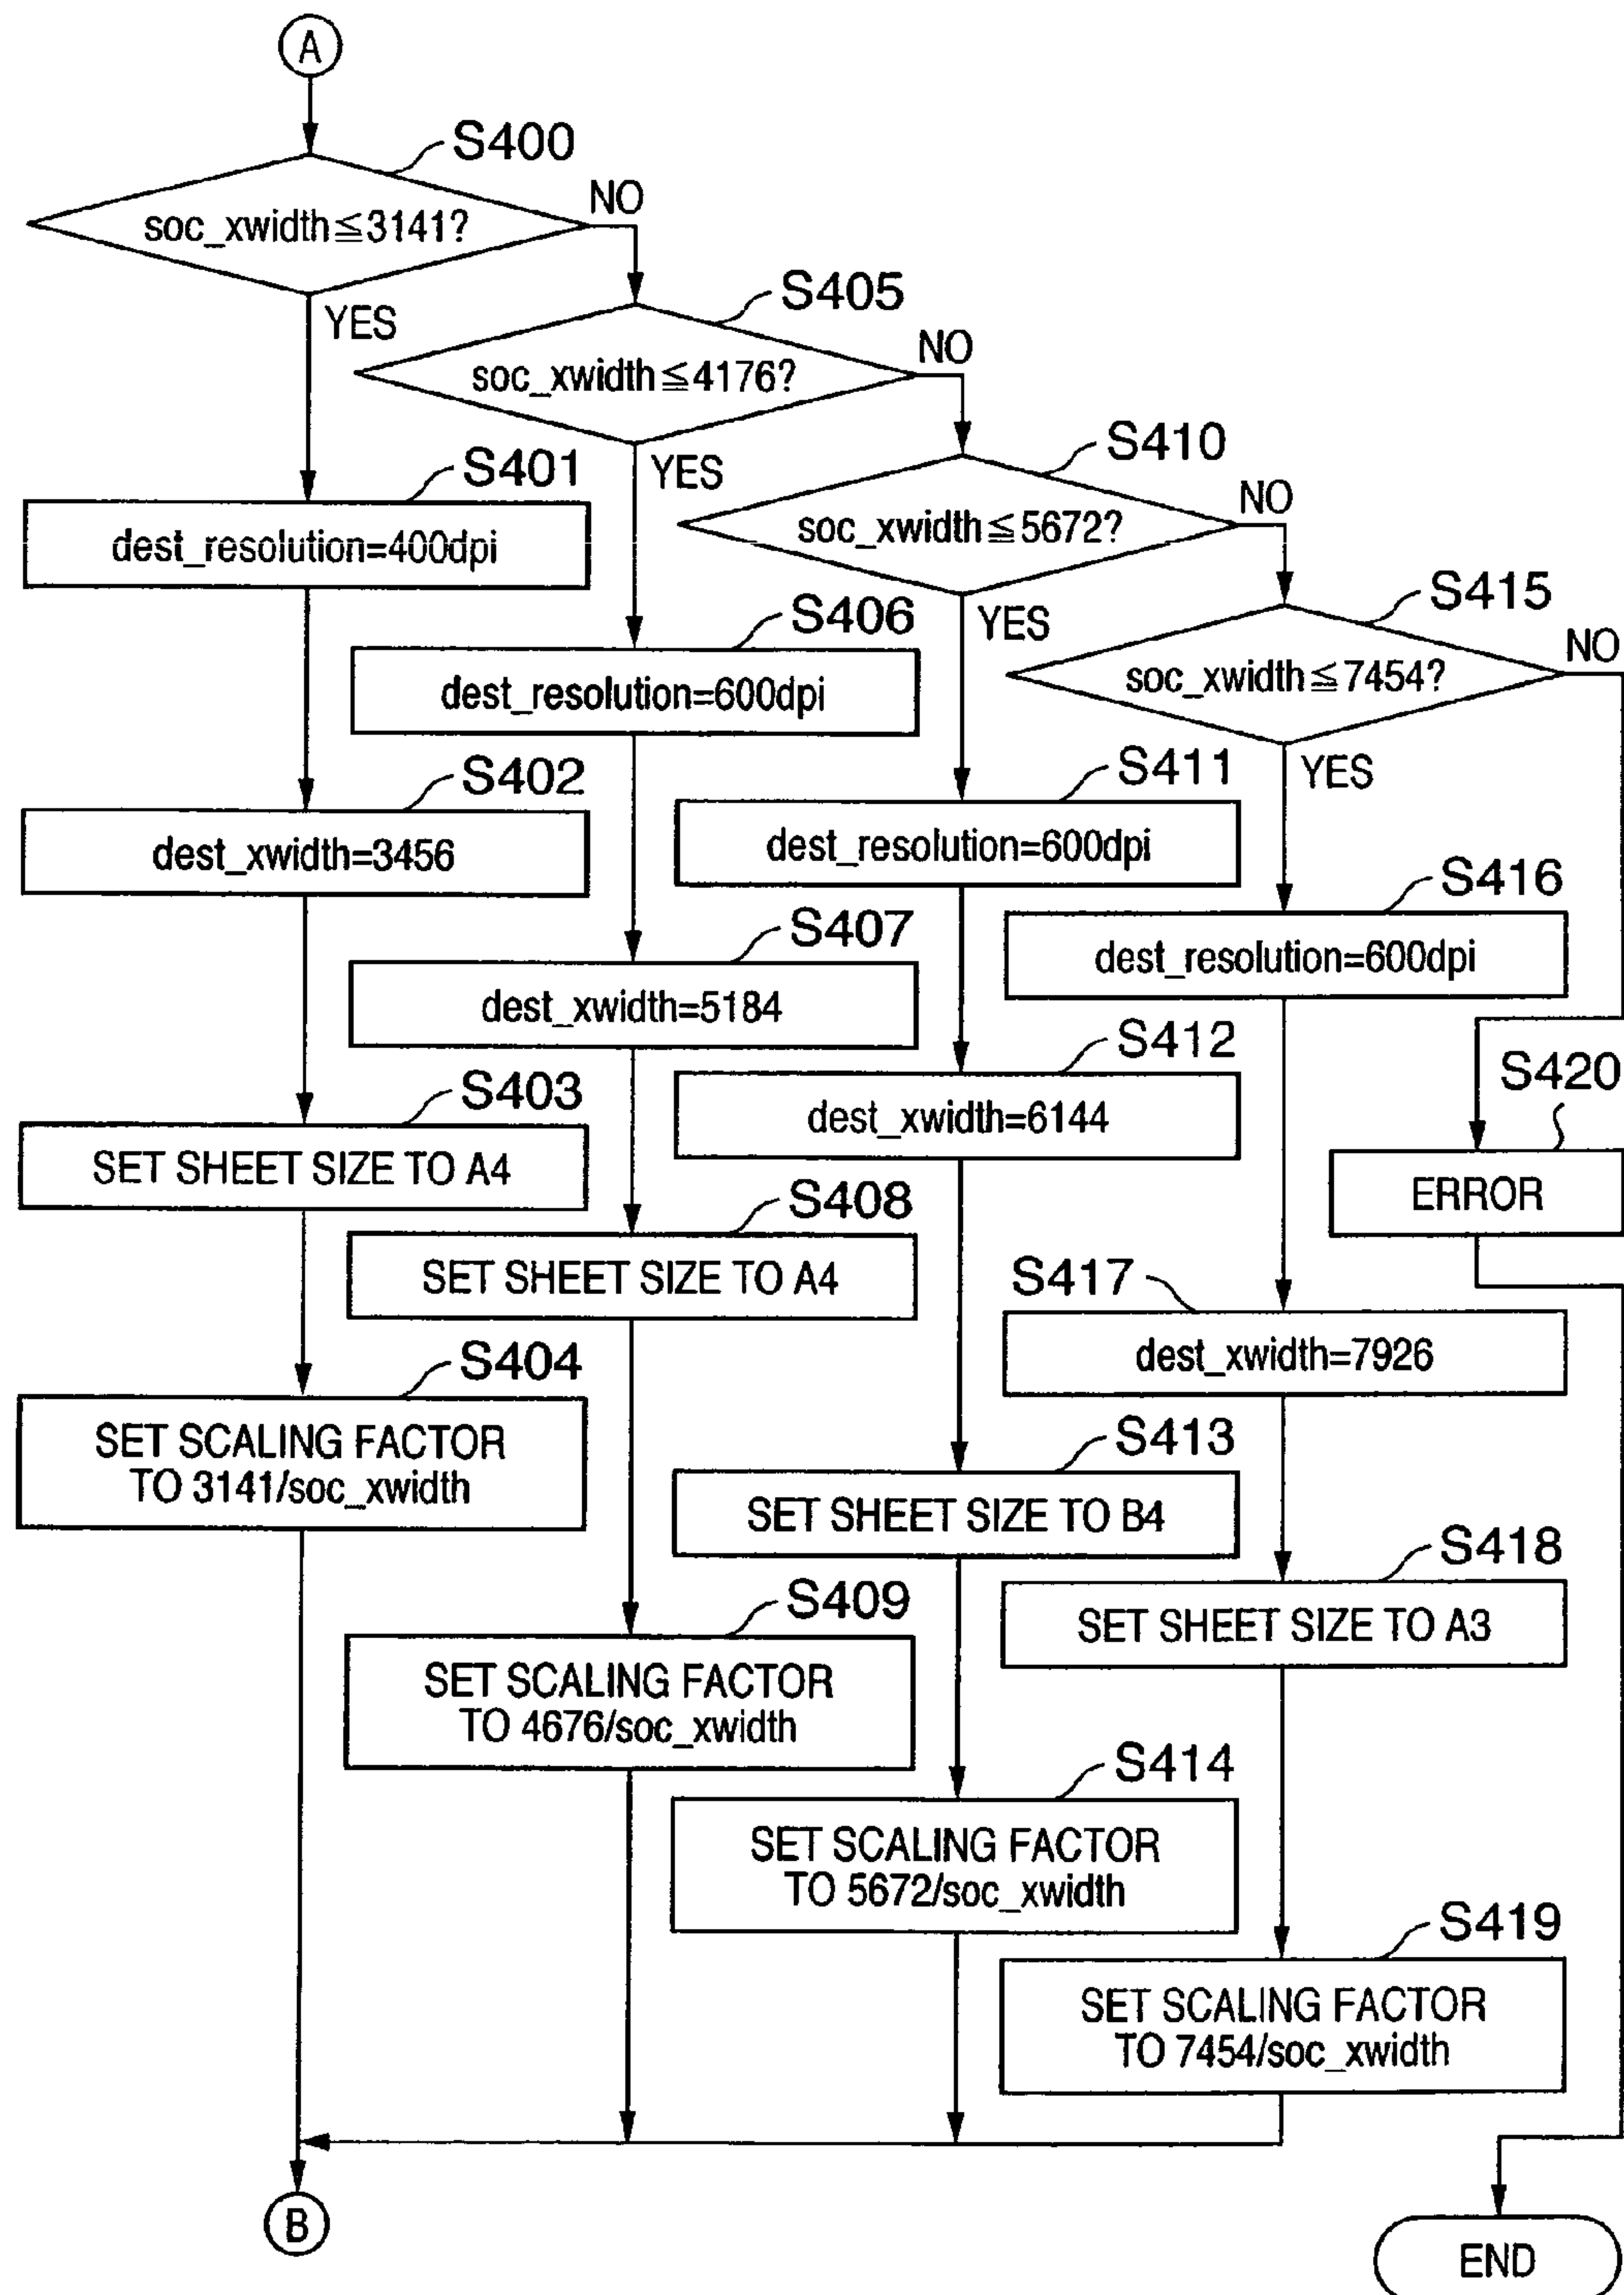 A
S400
soc_xwidth≦3141?
NO
YES
S405
soc_xwidth≦4176?
NO
YES
S410
soc_xwidth≦5672?
NO
YES
S415
soc_xwidth≦7454?
NO
YES
S401
dest_resolution=400dpi
S402
dest_xwidth=3456
S403
SET SHEET SIZE TO A4
S404
SET SCALING FACTOR
TO 3141/soc_xwidth
S406
dest_resolution=600dpi
S407
dest_xwidth=5184
S408
SET SHEET SIZE TO A4
S409
SET SCALING FACTOR
TO 4676/soc_xwidth
S411
dest_resolution=600dpi
S412
dest_xwidth=6144
S413
SET SHEET SIZE TO B4
S414
SET SCALING FACTOR
TO 5672/soc_xwidth
S416
dest_resolution=600dpi
S417
dest_xwidth=7926
S418
SET SHEET SIZE TO A3
S419
SET SCALING FACTOR
TO 7454/soc_xwidth
S420
ERROR
B
END